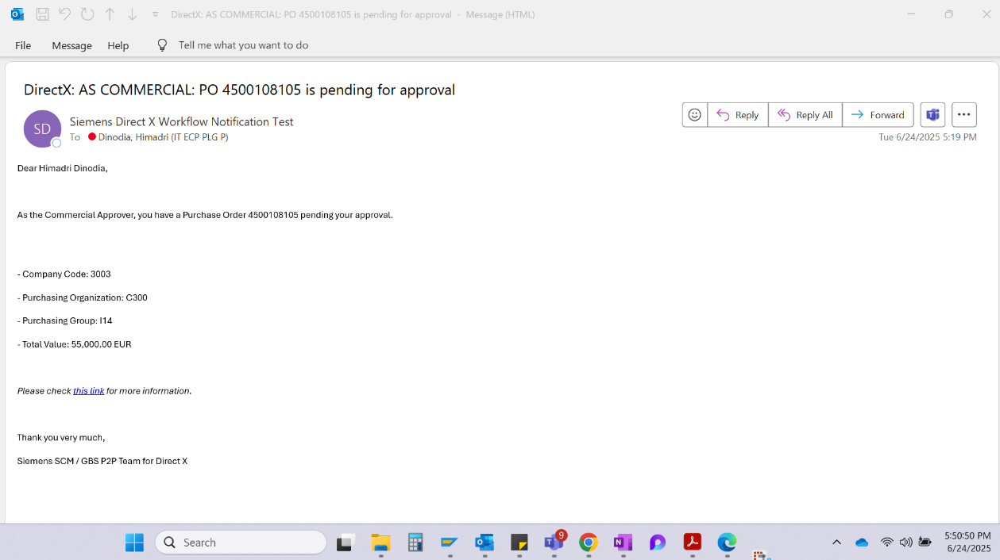 DirectX: AS COMMERCIAL: PO 4500108105 is pending for approval - Message (HTML)
File Message Help Tell me what you want to do
DirectX: AS COMMERCIAL: PO 4500108105 is pending for approval
SD
Siemens Direct X Workflow Notification Test
To Dinodia, Himadri (IT ECP PLG P)
Reply Reply All Forward
Tue 6/24/2025 5:19 PM
Dear Himadri Dinodia,
As the Commercial Approver, you have a Purchase Order 4500108105 pending your approval.
- Company Code: 3003
- Purchasing Organization: C300
- Purchasing Group: I14
- Total Value: 55,000.00 EUR
Please check this link for more information.
Thank you very much,
Siemens SCM / GBS P2P Team for Direct X
Search
9
5:50:50 PM
6/24/2025